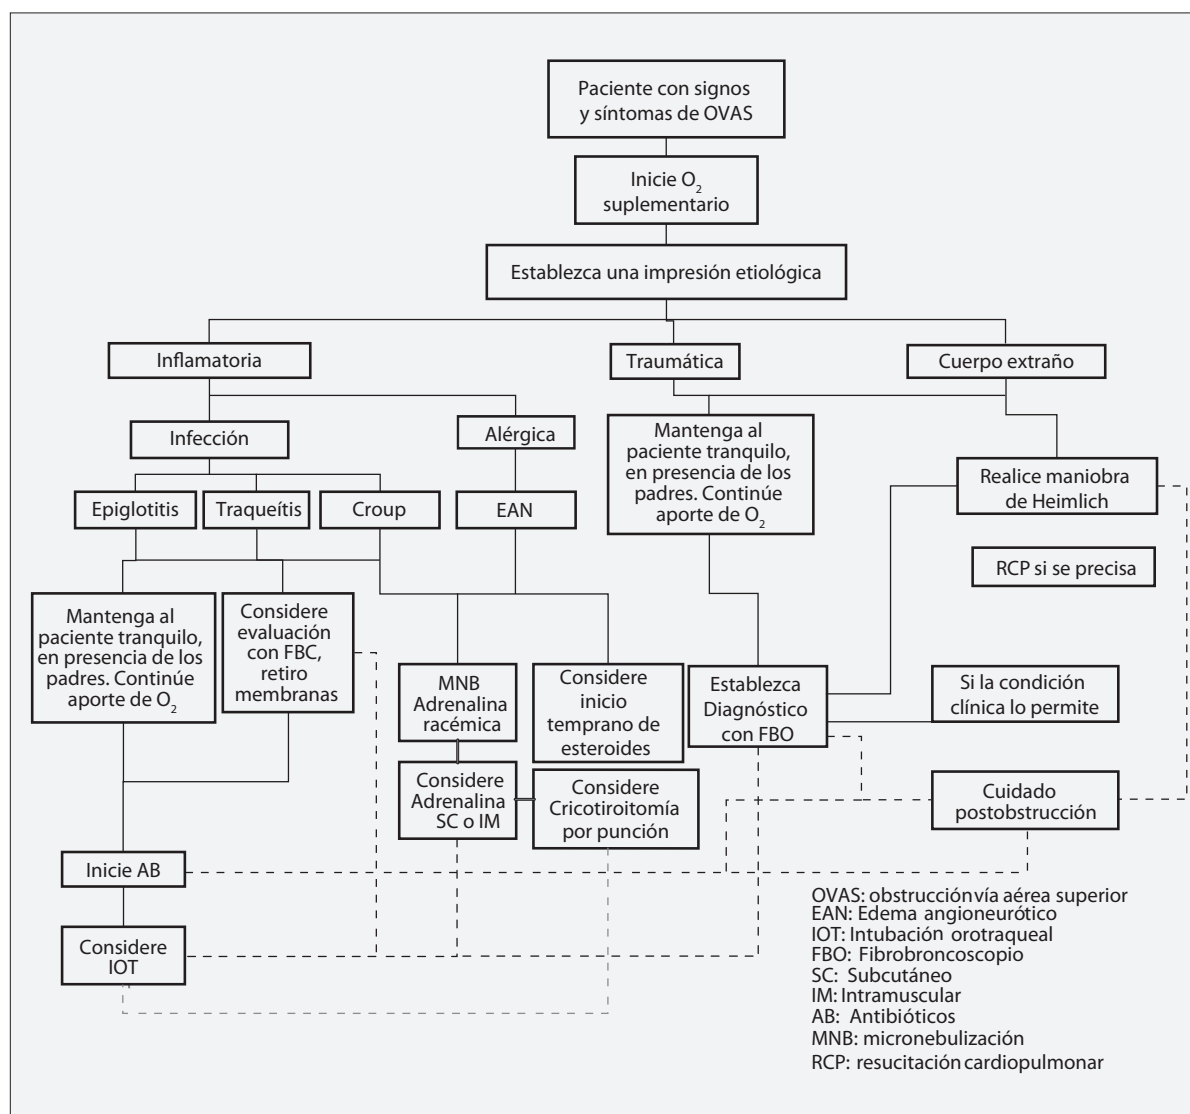 Paciente con signos
y síntomas de OVAS
Inicie O₂
suplementario
Establezca una impresión etiológica
Inflamatoria
Traumática
Cuerpo extraño
Infección
Alérgica
Mantenga al
paciente tranquilo,
en presencia de los
padres. Continúe
aporte de O₂
Realice maniobra
de Heimlich
Epiglotitis
Traqueítis
Croup
EAN
RCP si se precisa
Mantenga al
paciente tranquilo,
en presencia de los
padres. Continúe
aporte de O₂
Considere
evaluación
con FBC,
retiro
membranas
MNB
Adrenalina
racémica
Considere
inicio
temprano de
esteroides
Establezca
Diagnóstico
con FBO
Si la condición
clínica lo permite
Considere
Adrenalina
SC o IM
Considere
Cricotiroitomía
por punción
Cuidado
postobstrucción
Inicie AB
Considere
IOT
OVAS: obstrucción vía aérea superior
EAN: Edema angioneurótico
IOT: Intubación orotraqueal
FBO: Fibrobroncoscopio
SC: Subcutáneo
IM: Intramuscular
AB: Antibióticos
MNB: micronebulización
RCP: resucitación cardiopulmonar